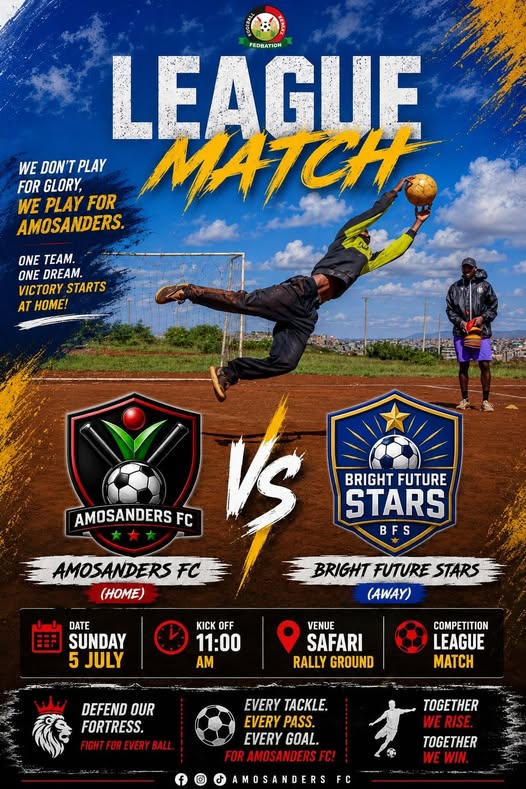 FOOTBALL KENYA
FEDRATION
LEAGUE
MATCH
WE DON'T PLAY
FOR GLORY,
WE PLAY FOR
AMOSANDERS.
ONE TEAM.
ONE DREAM.
VICTORY STARTS
AT HOME!
AMOSANDERS FC
VS
BRIGHT FUTURE
STARS
BFS
AMOSANDERS FC
(HOME)
BRIGHT FUTURE STARS
(AWAY)
DATE
SUNDAY
5 JULY
KICK OFF
11:00
AM
VENUE
SAFARI
RALLY GROUND
COMPETITION
LEAGUE
MATCH
DEFEND OUR
FORTRESS.
FIGHT FOR EVERY BALL.
EVERY TACKLE.
EVERY PASS.
EVERY GOAL.
FOR AMOSANDERS FC!
TOGETHER
WE RISE.
TOGETHER
WE WIN.
AMOSANDERS FC